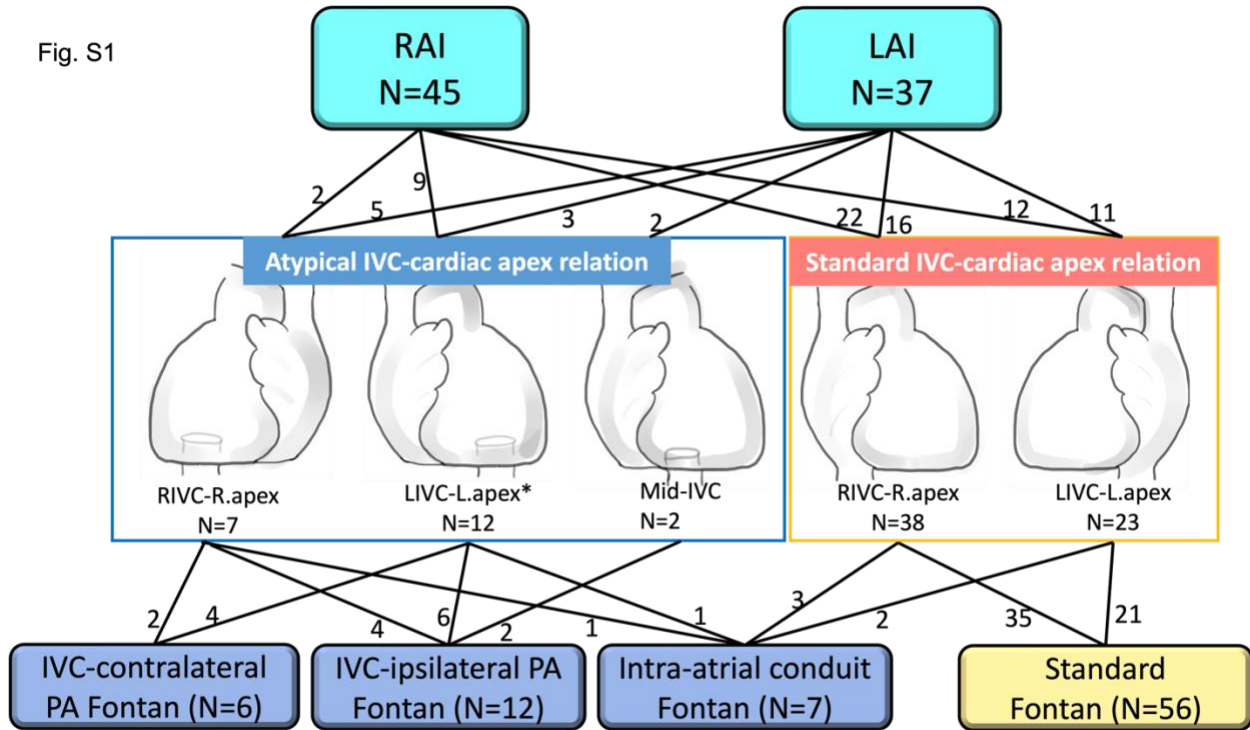 Fig. S1
RAI
N=45
LAI
N=37
2
9
5
3
2
22
16
12
11
Atypical IVC-cardiac apex relation
Standard IVC-cardiac apex relation
RIVC-R.apex
N=7
LIVC-L.apex*
N=12
Mid-IVC
N=2
RIVC-R.apex
N=38
LIVC-L.apex
N=23
2
4
4
6
2
1
1
3
2
35
21
IVC-contralateral
PA Fontan (N=6)
IVC-ipsilateral PA
Fontan (N=12)
Intra-atrial conduit
Fontan (N=7)
Standard
Fontan (N=56)